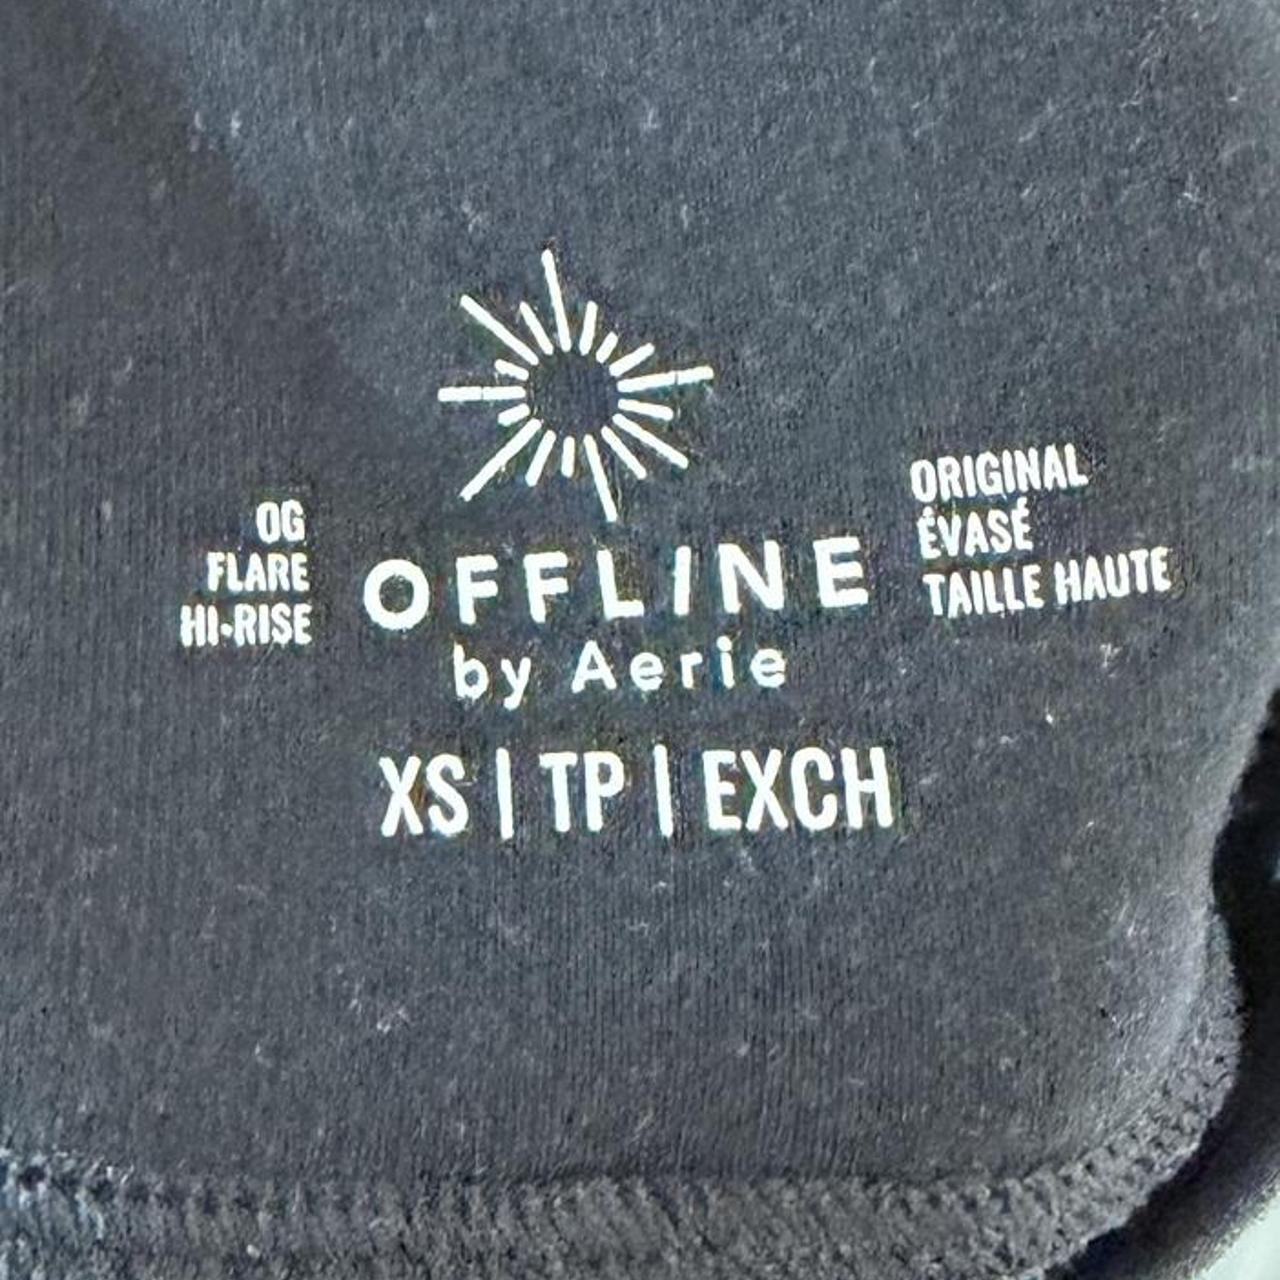 OG
FLARE
HI-RISE
OFFLINE
by Aerie
XS | TP | EXCH
ORIGINAL
ÉVASÉ
TAILLE HAUTE